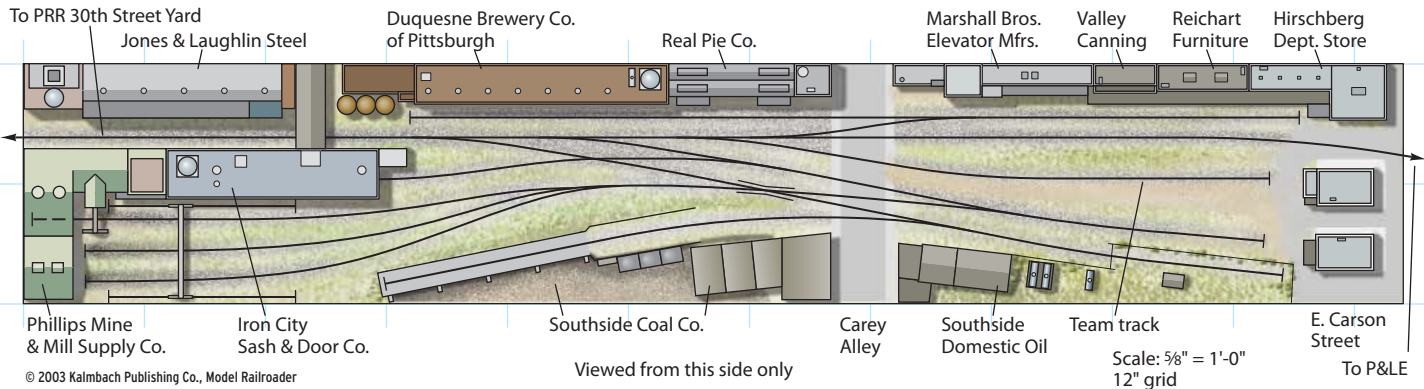 To PRR 30th Street Yard
Jones & Laughlin Steel
Duquesne Brewery Co.
of Pittsburgh
Real Pie Co.
Marshall Bros.
Elevator Mfrs.
Valley
Canning
Reichart
Furniture
Hirschberg
Dept. Store
Phillips Mine
& Mill Supply Co.
Iron City
Sash & Door Co.
Southside Coal Co.
Carey
Alley
Southside
Domestic Oil
Team track
E. Carson
Street
To P&LE
Scale: ⅝" = 1'-0"
12" grid
Viewed from this side only
© 2003 Kalmbach Publishing Co., Model Railroader